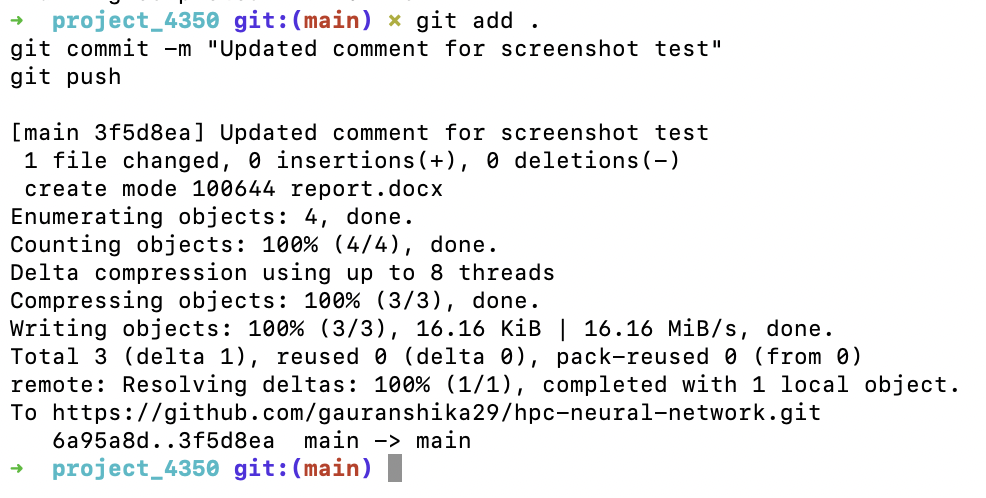 ➜  project_4350 git:(main) ✗ git add .
git commit -m "Updated comment for screenshot test"
git push

[main 3f5d8ea] Updated comment for screenshot test
 1 file changed, 0 insertions(+), 0 deletions(-)
 create mode 100644 report.docx
Enumerating objects: 4, done.
Counting objects: 100% (4/4), done.
Delta compression using up to 8 threads
Compressing objects: 100% (3/3), done.
Writing objects: 100% (3/3), 16.16 KiB | 16.16 MiB/s, done.
Total 3 (delta 1), reused 0 (delta 0), pack-reused 0 (from 0)
remote: Resolving deltas: 100% (1/1), completed with 1 local object.
To https://github.com/gauranshika29/hpc-neural-network.git
   6a95a8d..3f5d8ea  main -> main
➜  project_4350 git:(main)